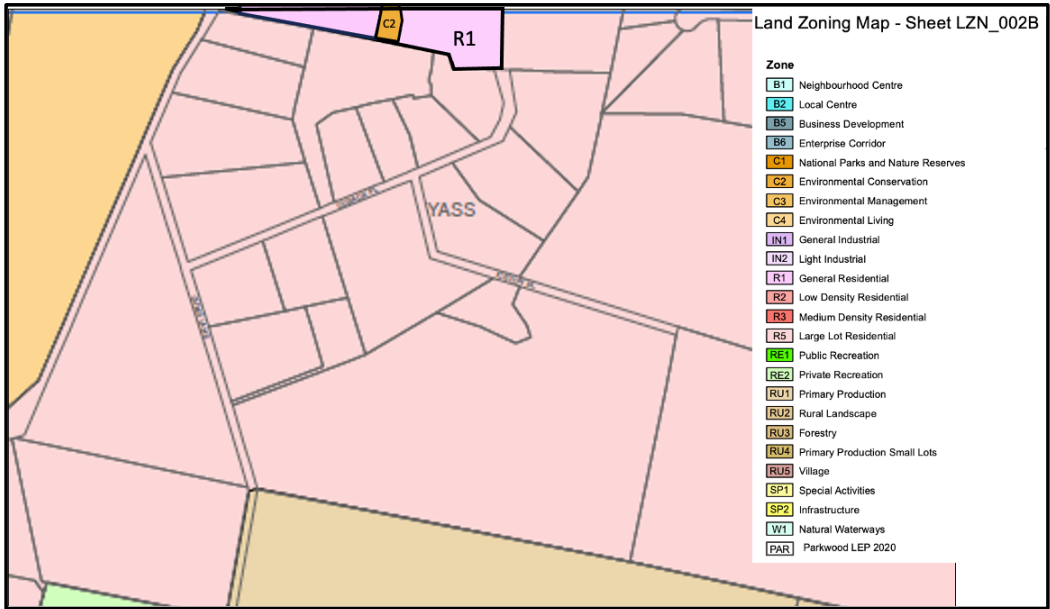 Land Zoning Map - Sheet LZN_002B
C2
R1
YASS
Zone
B1 Neighbourhood Centre
B2 Local Centre
B5 Business Development
B6 Enterprise Corridor
C1 National Parks and Nature Reserves
C2 Environmental Conservation
C3 Environmental Management
C4 Environmental Living
IN1 General Industrial
IN2 Light Industrial
R1 General Residential
R2 Low Density Residential
R3 Medium Density Residential
R5 Large Lot Residential
RE1 Public Recreation
RE2 Private Recreation
RU1 Primary Production
RU2 Rural Landscape
RU3 Forestry
RU4 Primary Production Small Lots
RU5 Village
SP1 Special Activities
SP2 Infrastructure
W1 Natural Waterways
PAR Parkwood LEP 2020